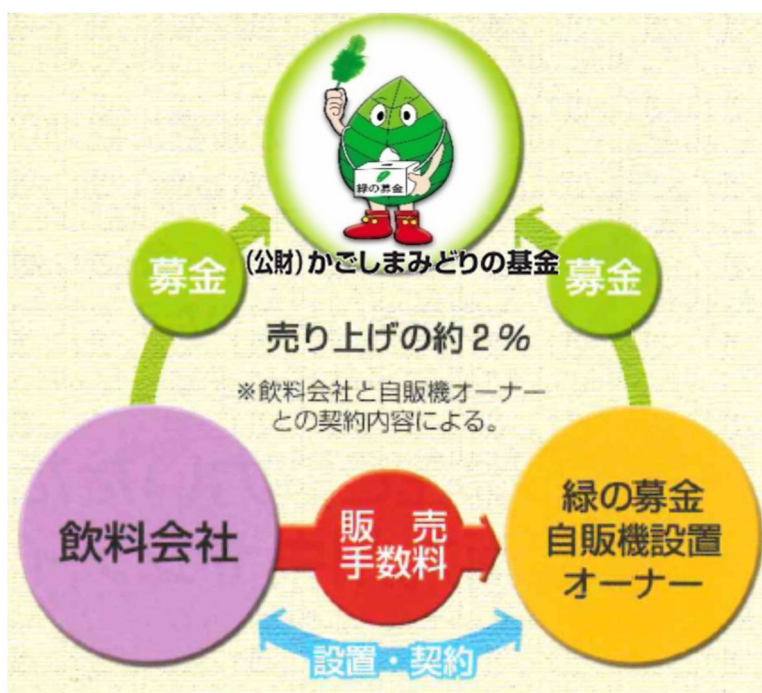 緑の募金
(公財)かごしまみどりの基金
募金
募金
売り上げの約2%
※飲料会社と自販機オーナー
との契約内容による。
飲料会社
販売
手数料
緑の募金
自販機設置
オーナー
設置・契約